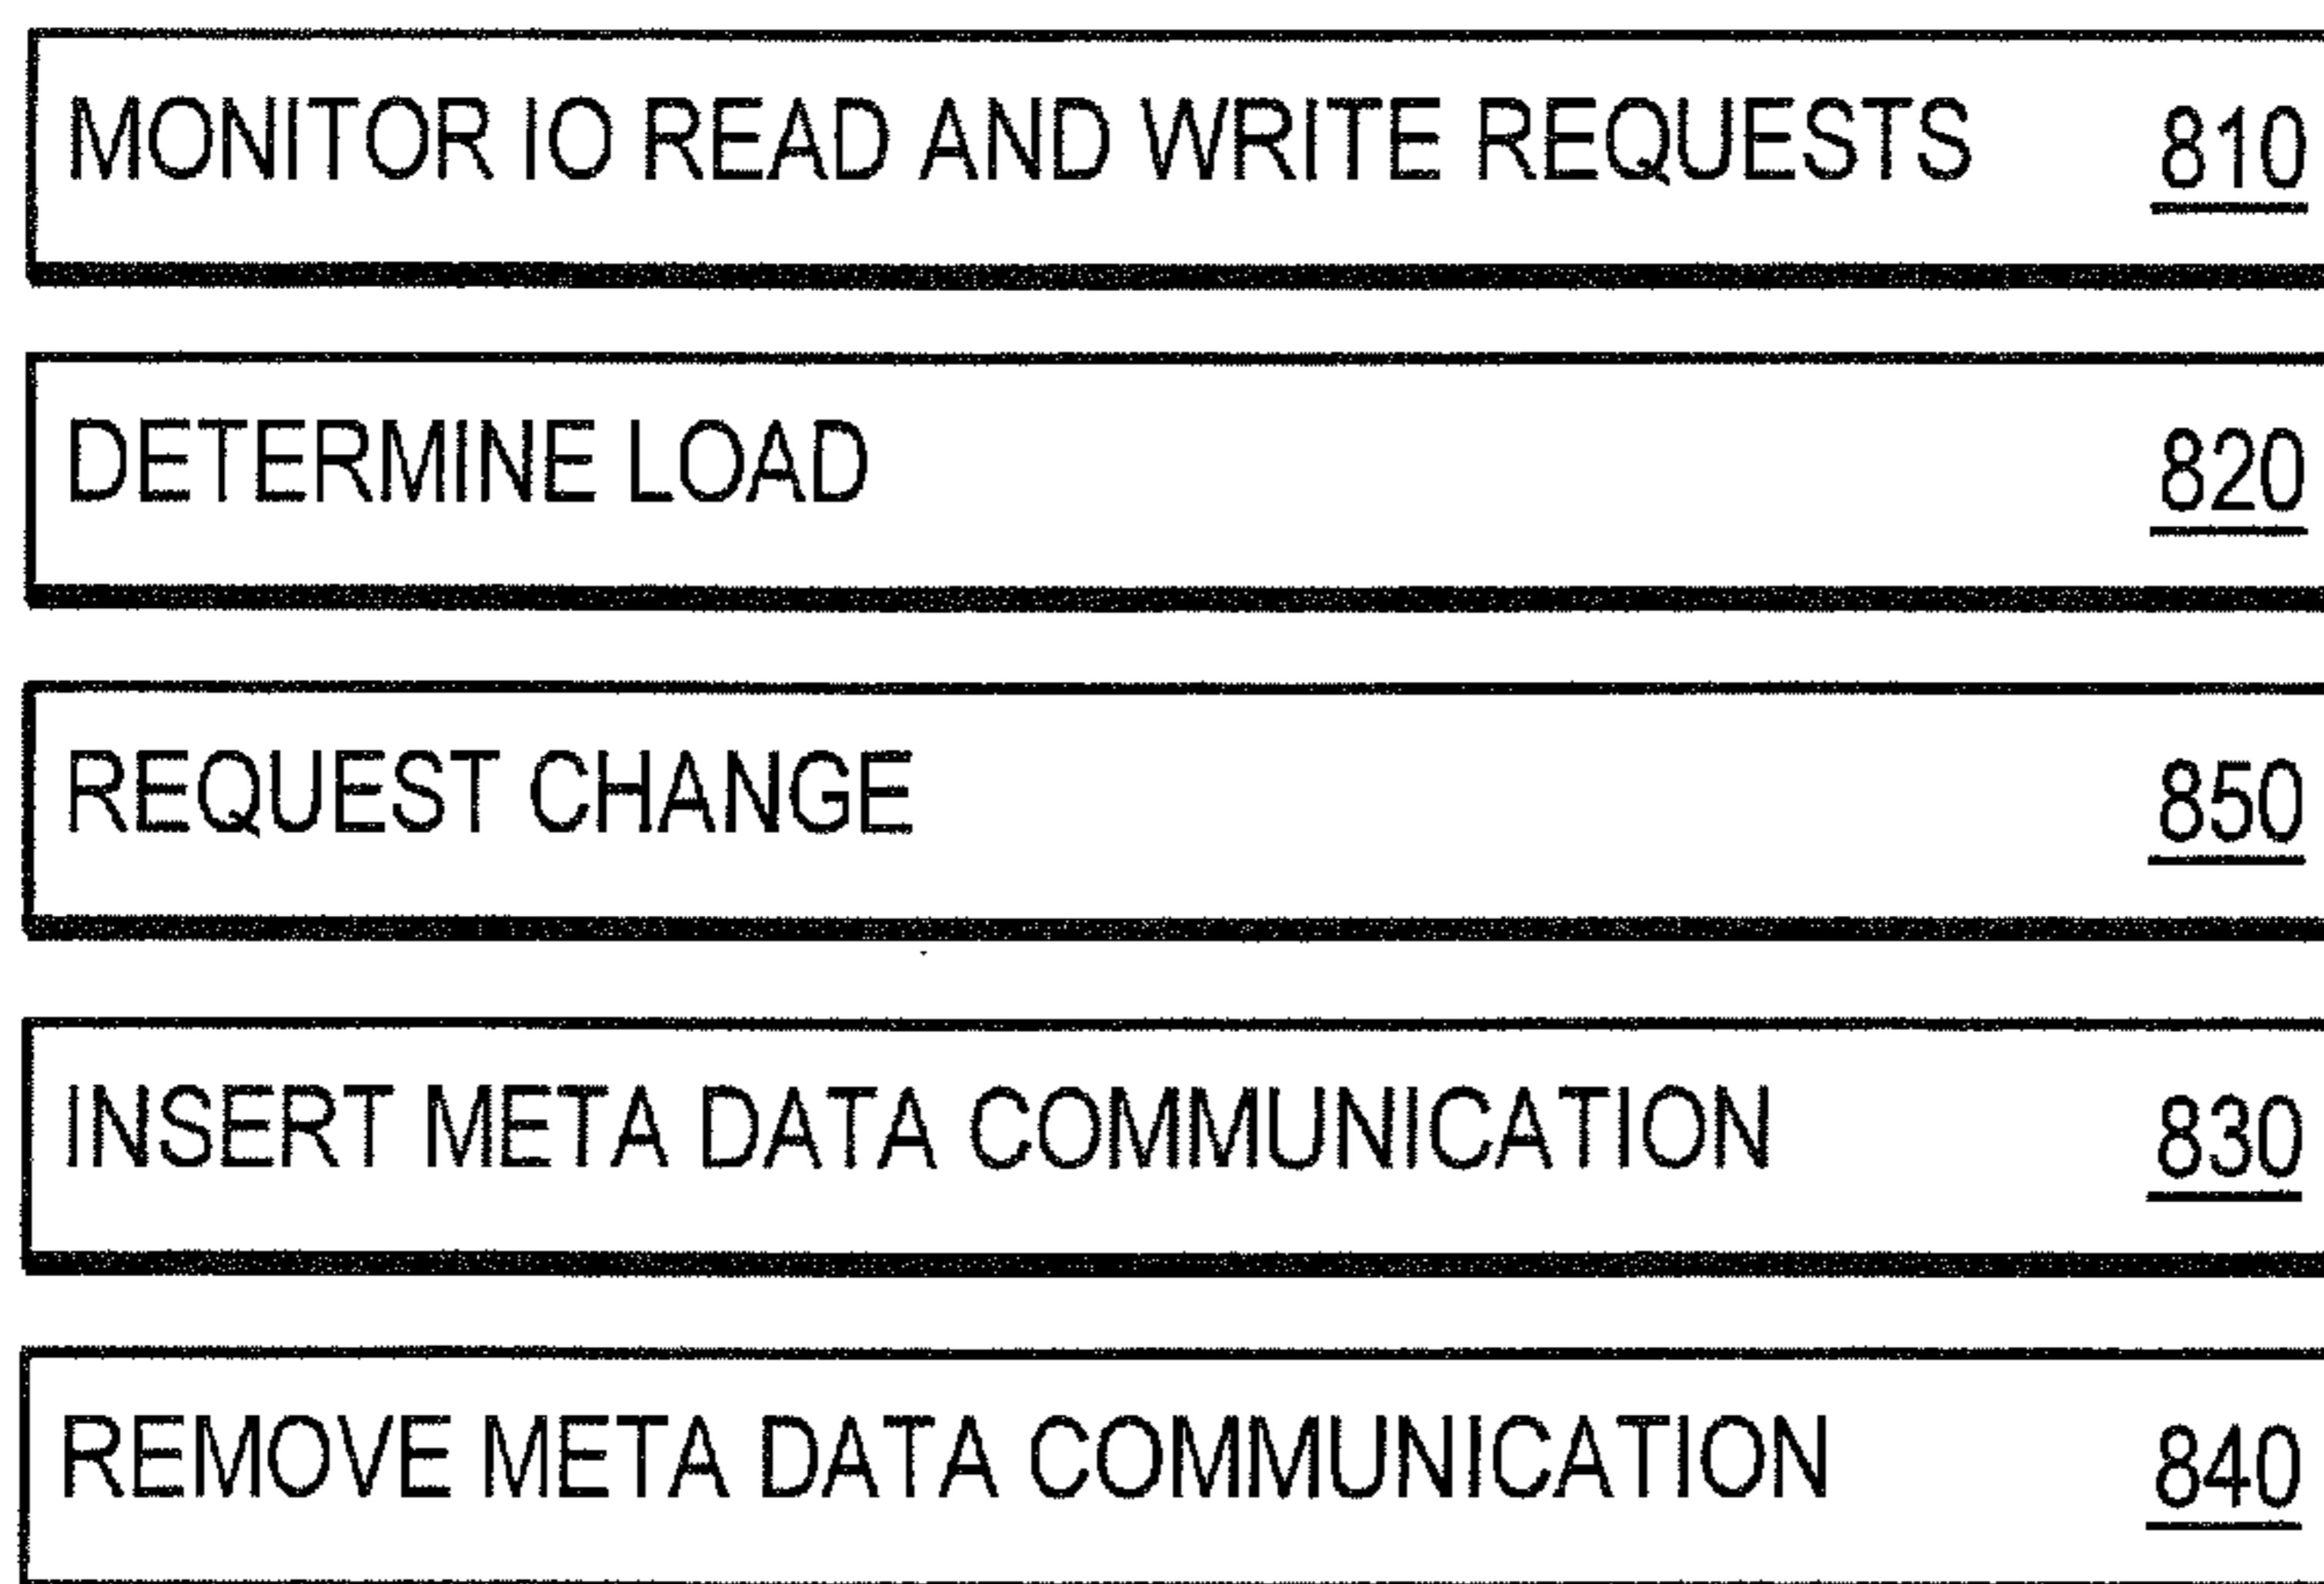 MONITOR IO READ AND WRITE REQUESTS 810
DETERMINE LOAD 820
REQUEST CHANGE 850
INSERT META DATA COMMUNICATION 830
REMOVE META DATA COMMUNICATION 840